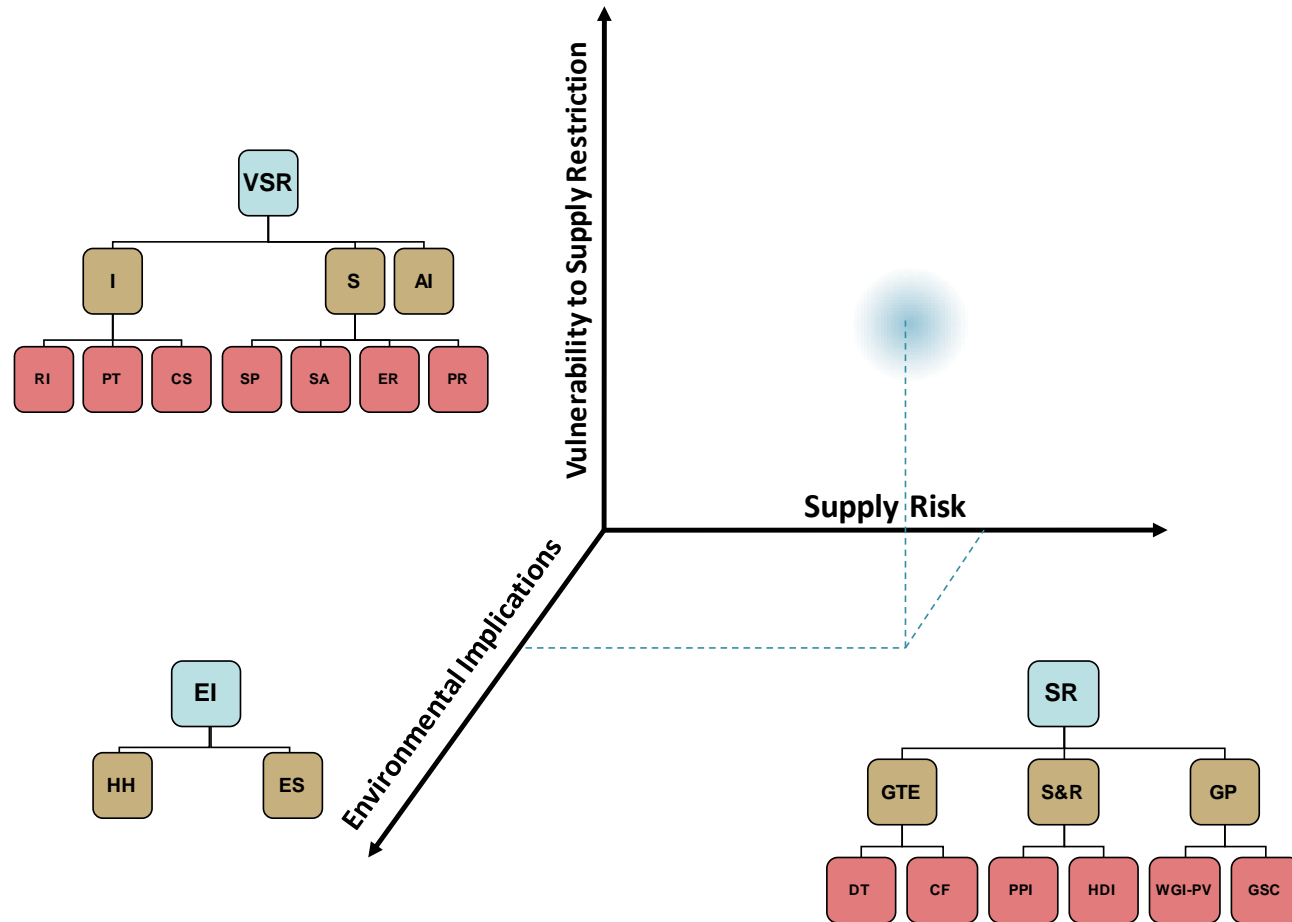 Vulnerability to Supply Restriction
VSR
I
S
AI
RI
PT
CS
SP
SA
ER
PR
Supply Risk
Environmental Implications
EI
HH
ES
SR
GTE
S&R
GP
DT
CF
PPI
HDI
WGI-PV
GSC